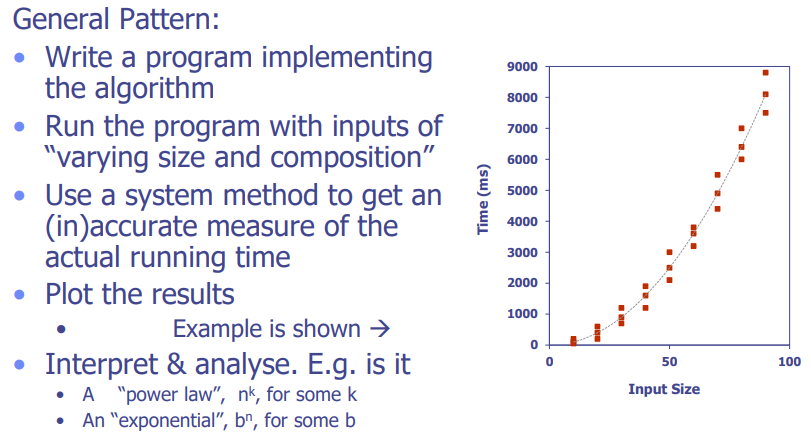 General Pattern:
• Write a program implementing
the algorithm
• Run the program with inputs of
“varying size and composition”
• Use a system method to get an
(in)accurate measure of the
actual running time
• Plot the results
• Example is shown →
• Interpret & analyse. E.g. is it
• A “power law”, nᵏ, for some k
• An “exponential”, bⁿ, for some b
Time (ms)
9000
8000
7000
6000
5000
4000
3000
2000
1000
0
0 50 100
Input Size